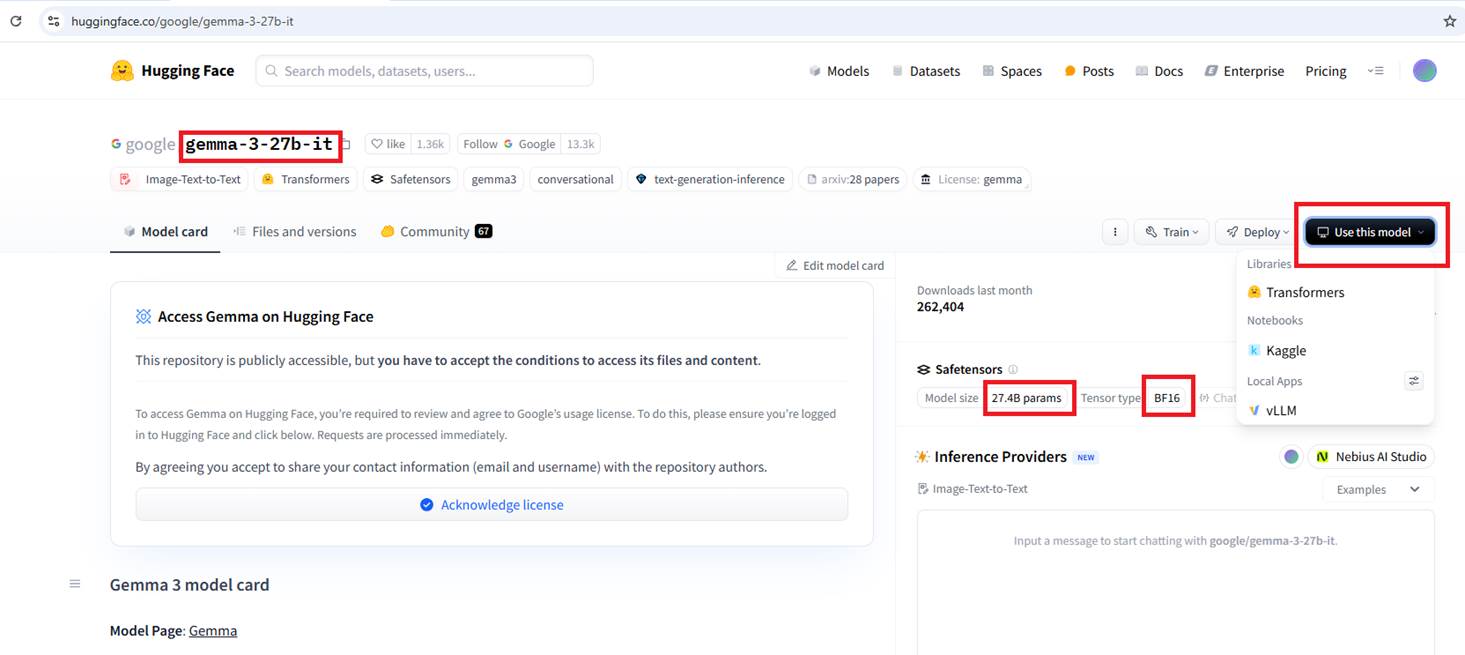 huggingface.co/google/gemma-3-27b-it
Hugging Face
Search models, datasets, users...
Models
Datasets
Spaces
Posts
Docs
Enterprise
Pricing
google
gemma-3-27b-it
like 1.36k
Follow Google 13.3k
Image-Text-to-Text
Transformers
Safetensors
gemma3
conversational
text-generation-inference
arxiv:28 papers
License: gemma
Model card
Files and versions
Community 67
Train
Deploy
Use this model
Edit model card
Libraries
Transformers
Notebooks
Kaggle
Local Apps
vLLM
Access Gemma on Hugging Face
This repository is publicly accessible, but you have to accept the conditions to access its files and content.
To access Gemma on Hugging Face, you're required to review and agree to Google's usage license. To do this, please ensure you're logged
in to Hugging Face and click below. Requests are processed immediately.
By agreeing you accept to share your contact information (email and username) with the repository authors.
Acknowledge license
Gemma 3 model card
Model Page: Gemma
Downloads last month
262,404
Safetensors
Model size 27.4B params Tensor type BF16 Chat
Inference Providers NEW
Nebius AI Studio
Image-Text-to-Text
Examples
Input a message to start chatting with google/gemma-3-27b-it.